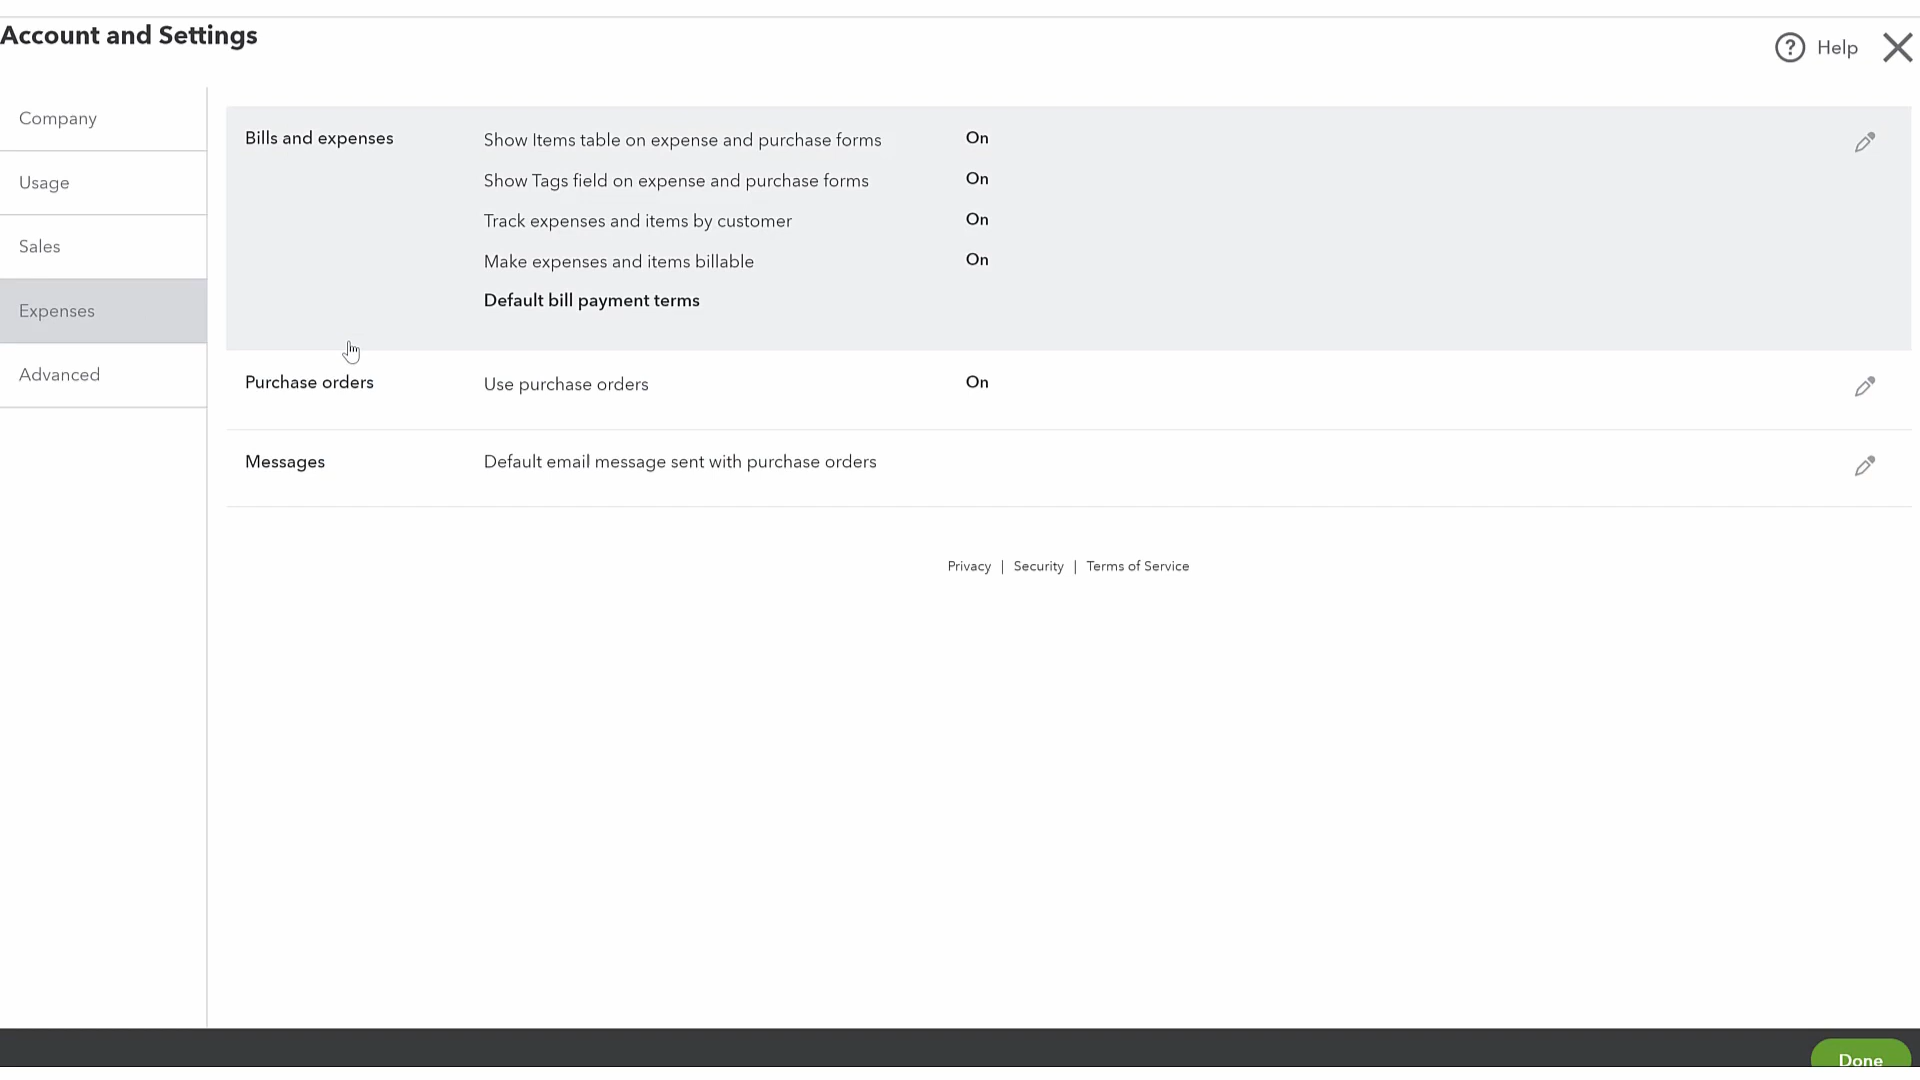 Account and Settings
? Help
Company
Usage
Sales
Expenses
Advanced
Bills and expenses
Show Items table on expense and purchase forms On
Show Tags field on expense and purchase forms On
Track expenses and items by customer On
Make expenses and items billable On
Default bill payment terms
Purchase orders Use purchase orders On
Messages Default email message sent with purchase orders
Privacy | Security | Terms of Service
Done